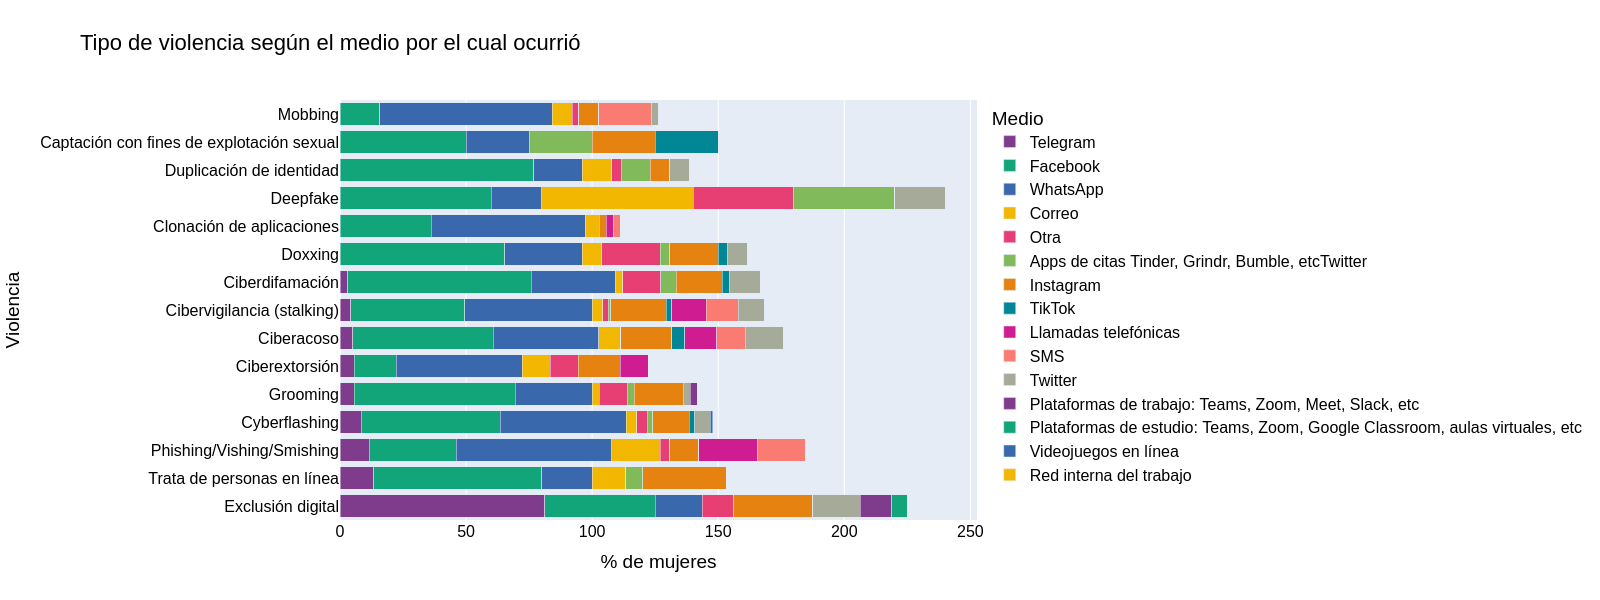 Tipo de violencia según el medio por el cual ocurrió
Violencia
Mobbing
Captación con fines de explotación sexual
Duplicación de identidad
Deepfake
Clonación de aplicaciones
Doxxing
Ciberdifamación
Cibervigilancia (stalking)
Ciberacoso
Ciberextorsión
Grooming
Cyberflashing
Phishing/Vishing/Smishing
Trata de personas en línea
Exclusión digital
0 50 100 150 200 250
% de mujeres
Medio
Telegram
Facebook
WhatsApp
Correo
Otra
Apps de citas Tinder, Grindr, Bumble, etcTwitter
Instagram
TikTok
Llamadas telefónicas
SMS
Twitter
Plataformas de trabajo: Teams, Zoom, Meet, Slack, etc
Plataformas de estudio: Teams, Zoom, Google Classroom, aulas virtuales, etc
Videojuegos en línea
Red interna del trabajo